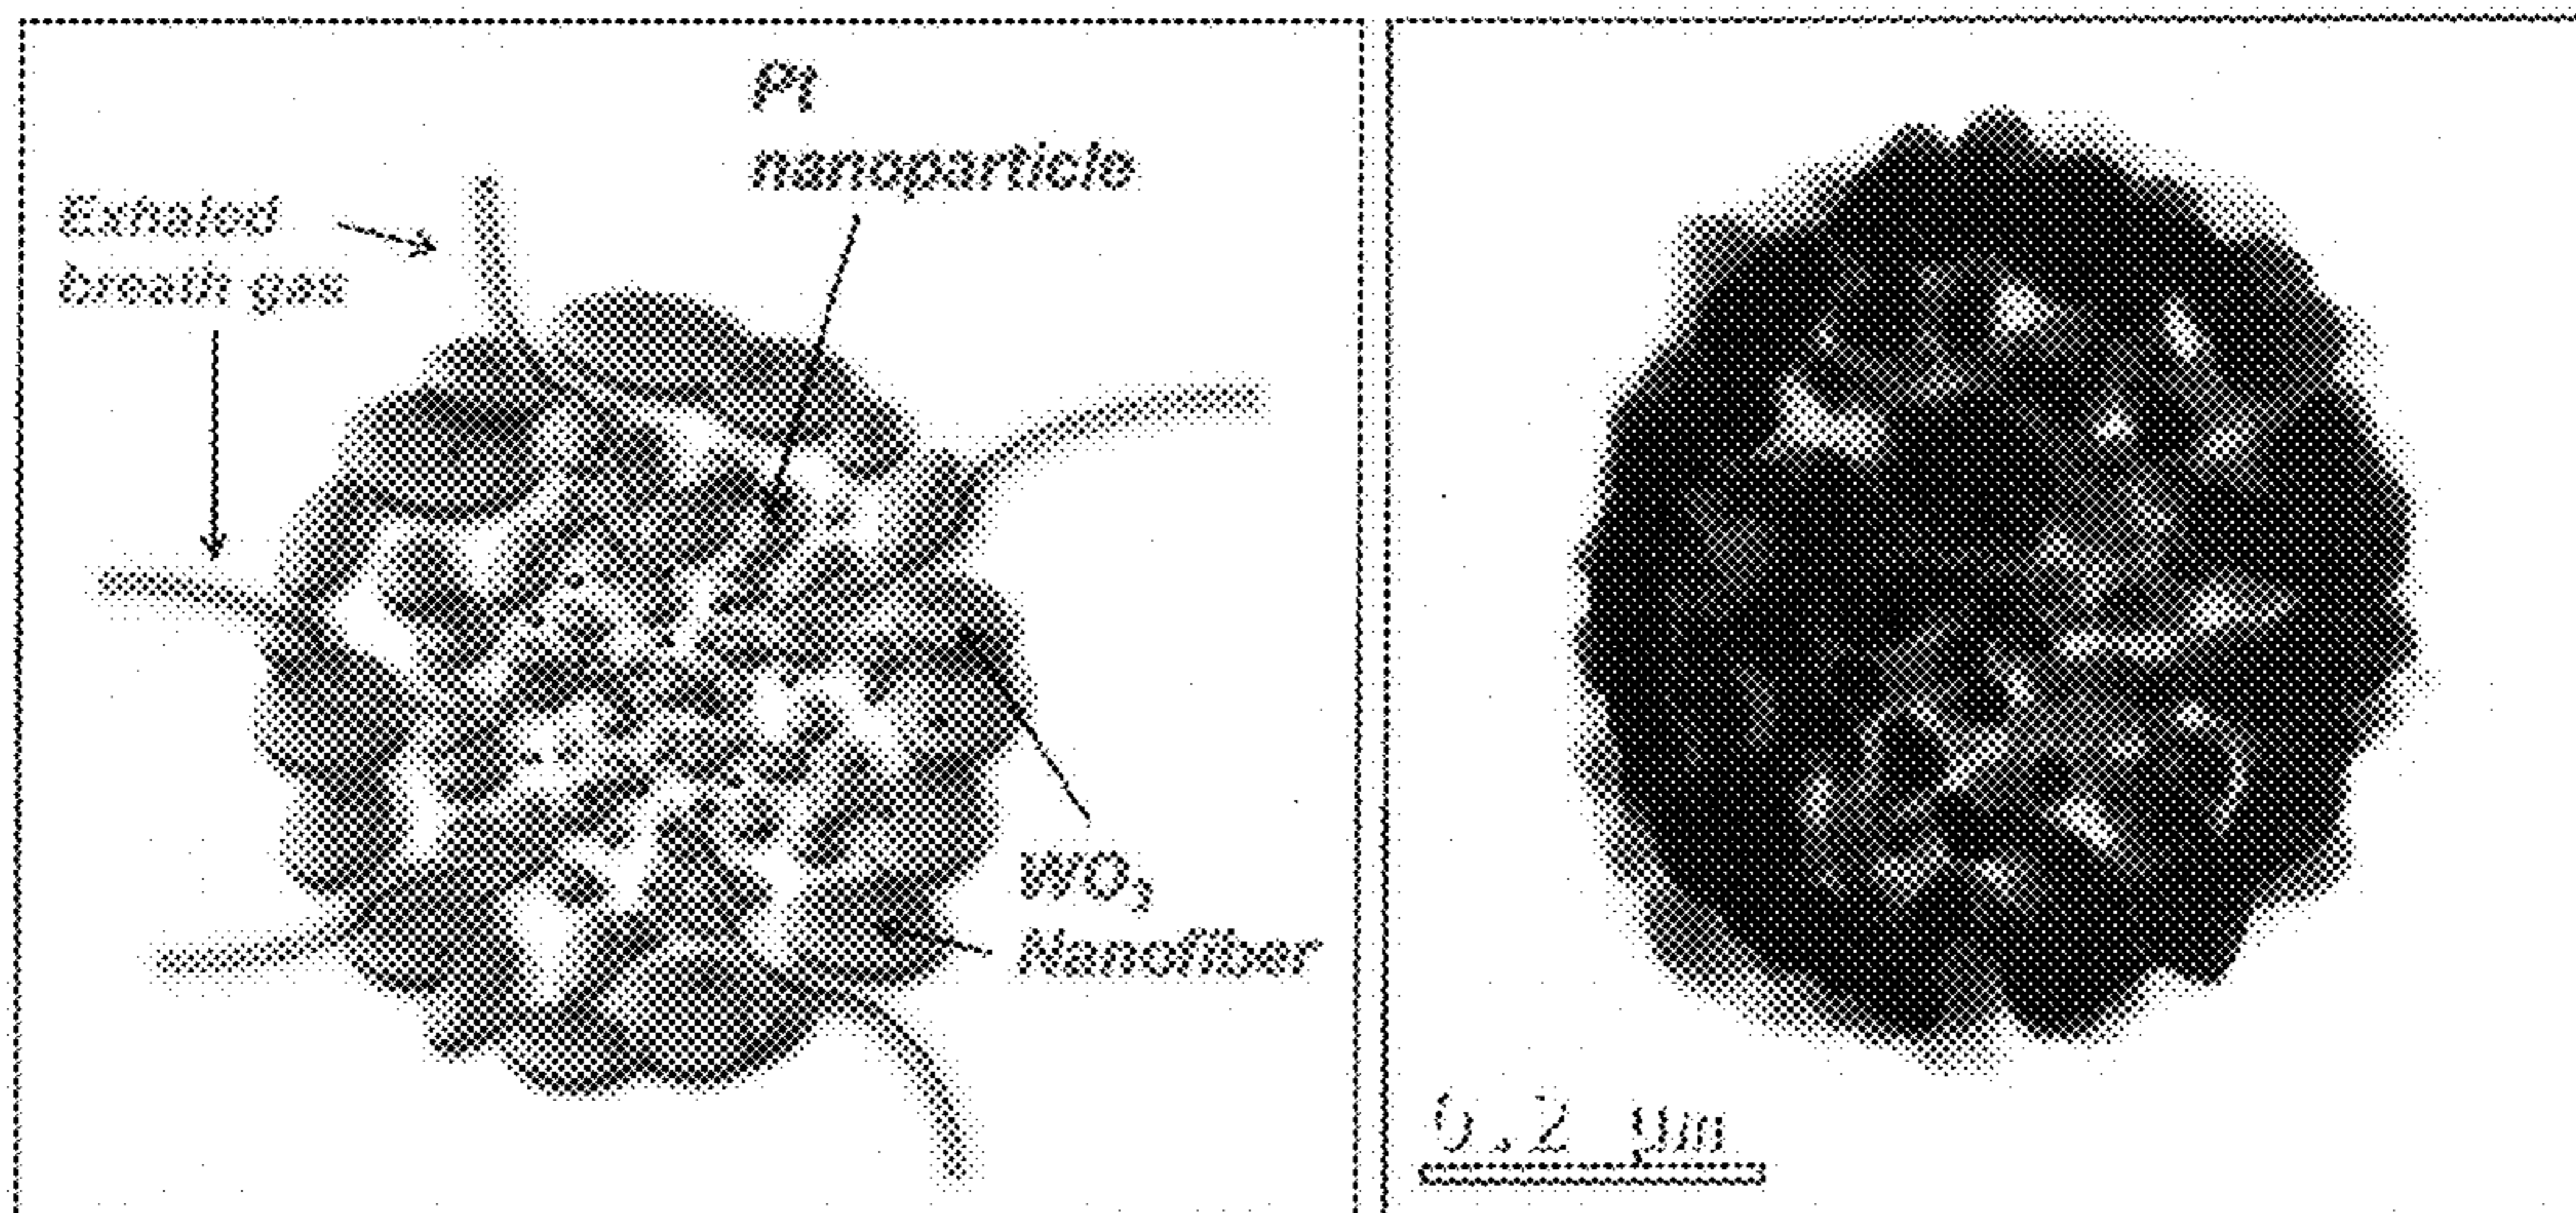 Pt
nanoparticle
Exhaled
breath gas
WO₃
Nanofiber
0.2 μm